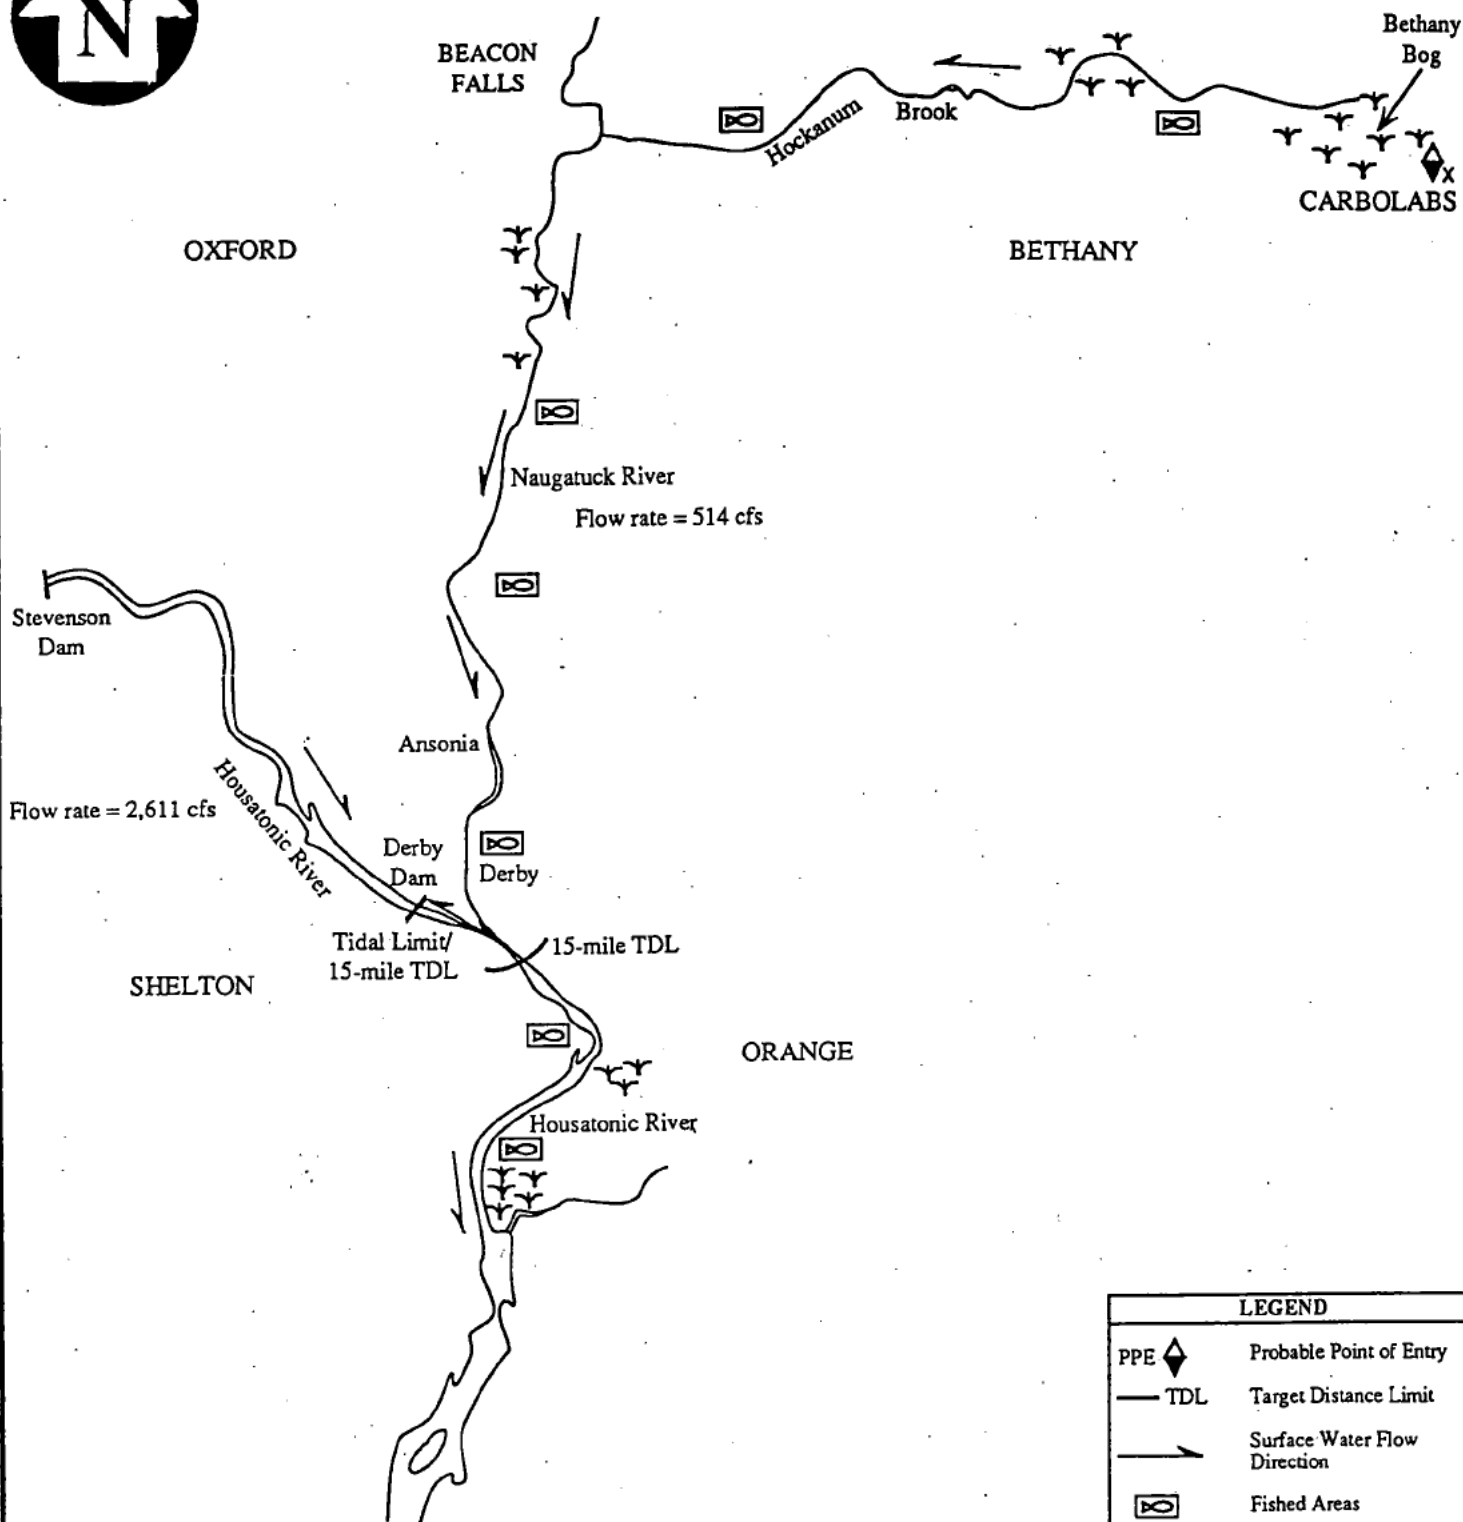 N
BEACON
FALLS
Bethany
Bog
Hockanum
Brook
X
CARBOLABS
OXFORD
BETHANY
Naugatuck River
Flow rate = 514 cfs
Stevenson
Dam
Ansonia
Housatonic River
Flow rate = 2,611 cfs
Derby
Dam
Derby
Tidal Limit/
15-mile TDL
15-mile TDL
SHELTON
ORANGE
Housatonic River
LEGEND
PPE Probable Point of Entry
TDL Target Distance Limit
Surface Water Flow
Direction
Fished Areas